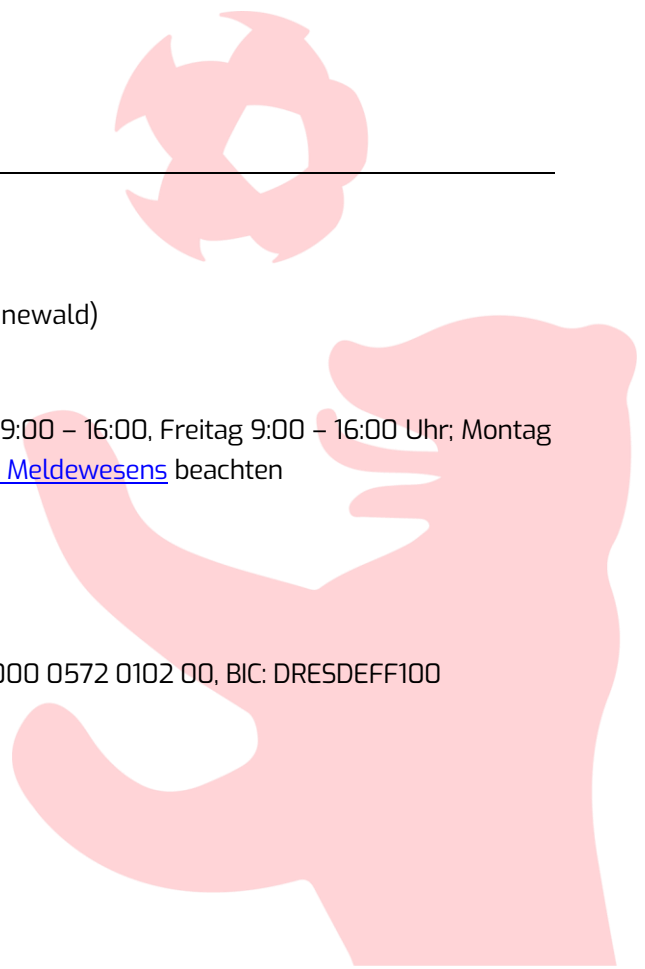 newald)
9:00 – 16:00, Freitag 9:00 – 16:00 Uhr; Montag
Meldewesens beachten
000 0572 0102 00, BIC: DRESDEFF100